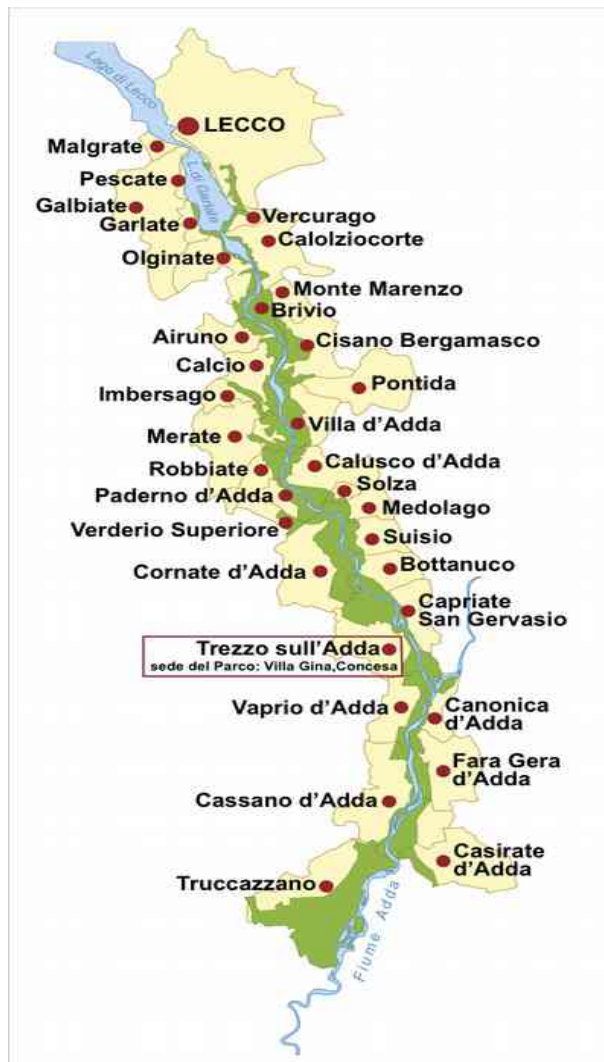 Lago di Lecco
LECCO
Malgrate
Pescate
L. di Garlate
Galbiate
Garlate
Vercurago
Calolziocorte
Olginate
Monte Marenzo
Brivio
Airuno
Cisano Bergamasco
Calcio
Pontida
Imbersago
Villa d'Adda
Merate
Calusco d'Adda
Robbiate
Solza
Paderno d'Adda
Medolago
Verderio Superiore
Suisio
Cornate d'Adda
Bottanuco
Capriate
San Gervasio
Trezzo sull'Adda
sede del Parco: Villa Gina,Concesa
Vaprio d'Adda
Canonica
d'Adda
Fara Gera
d'Adda
Cassano d'Adda
Casirate
d'Adda
Truccazzano
Fiume Adda